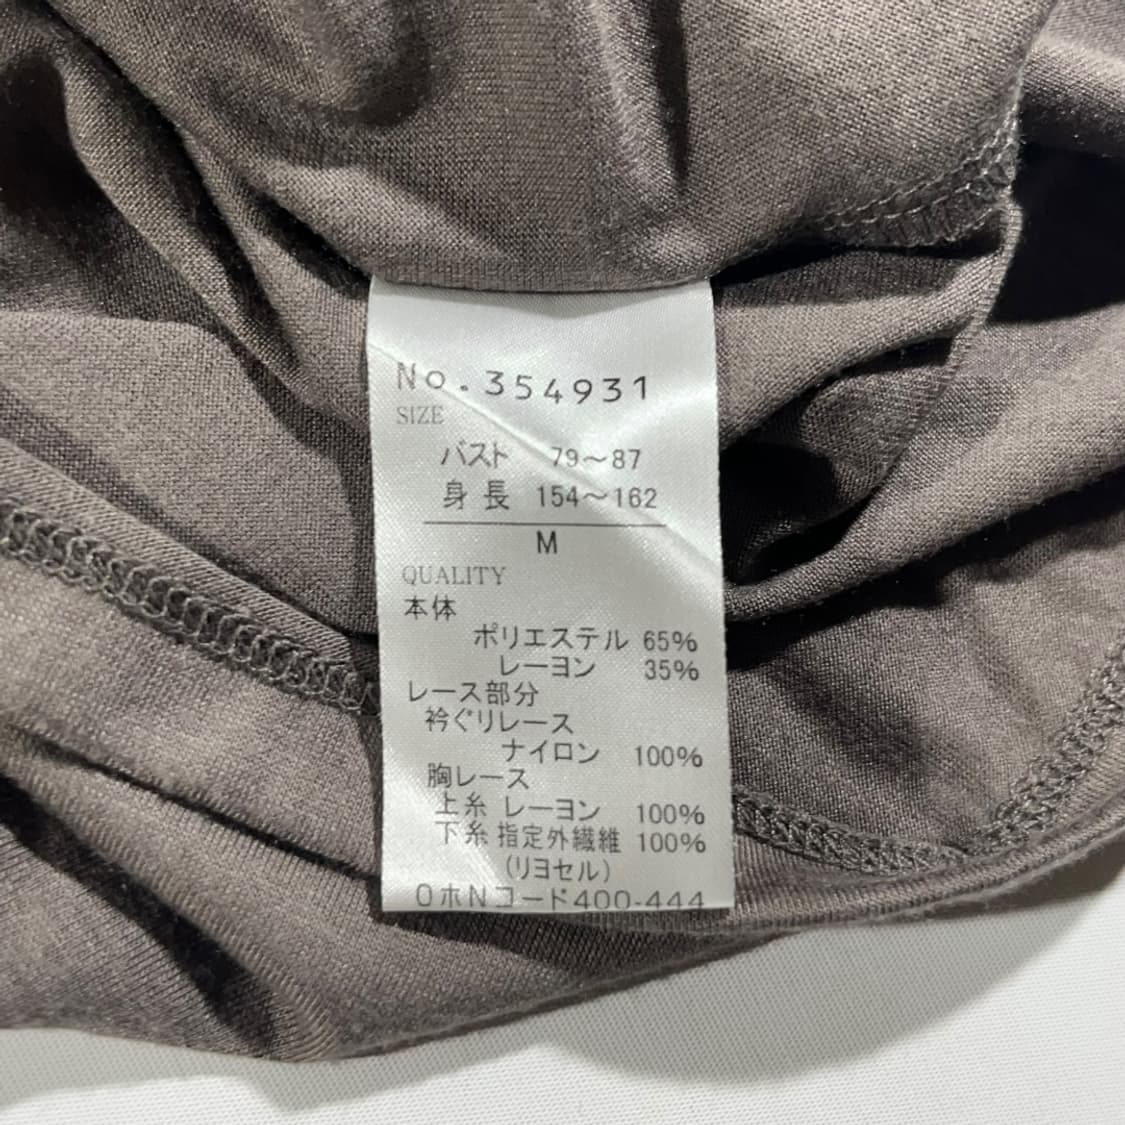 No.354931
SIZE
バスト 79～87
身長 154～162
M
QUALITY
本体
ポリエステル 65%
レーヨン 35%
レース部分
衿ぐりレース
ナイロン 100%
胸レース
上糸 レーヨン 100%
下糸 指定外繊維 100%
(リヨセル)
0ホNコード400-444